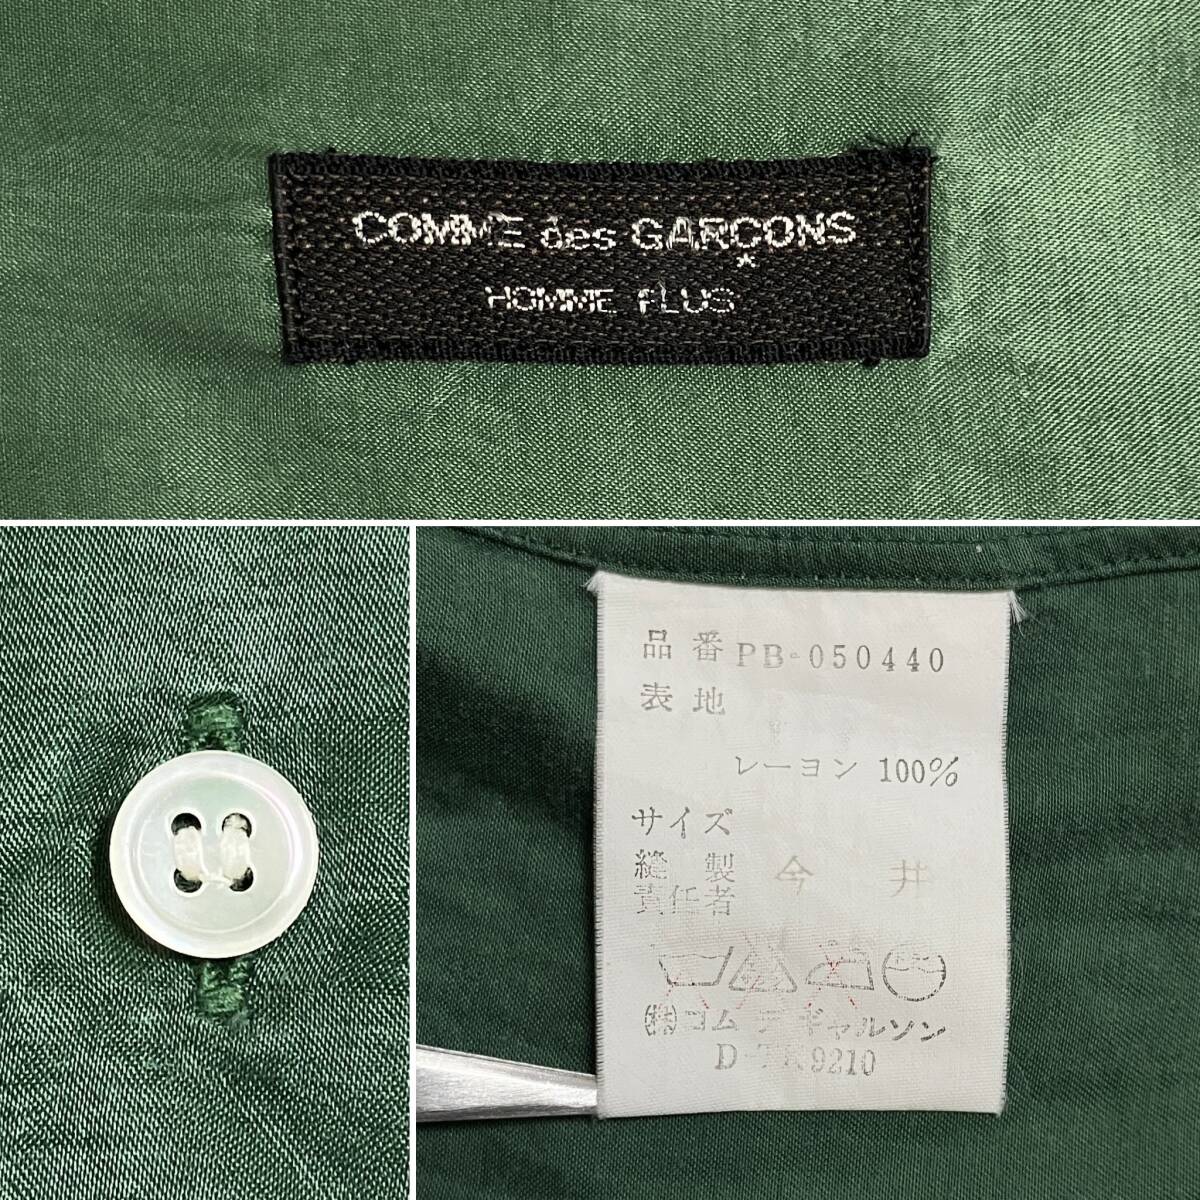 COMME des GARÇONS
HOMME PLUS
品番 PB-050440
表地
レーヨン 100%
サイズ
縫製 今井
責任者
(株)コム デ ギャルソン
D-TK9210